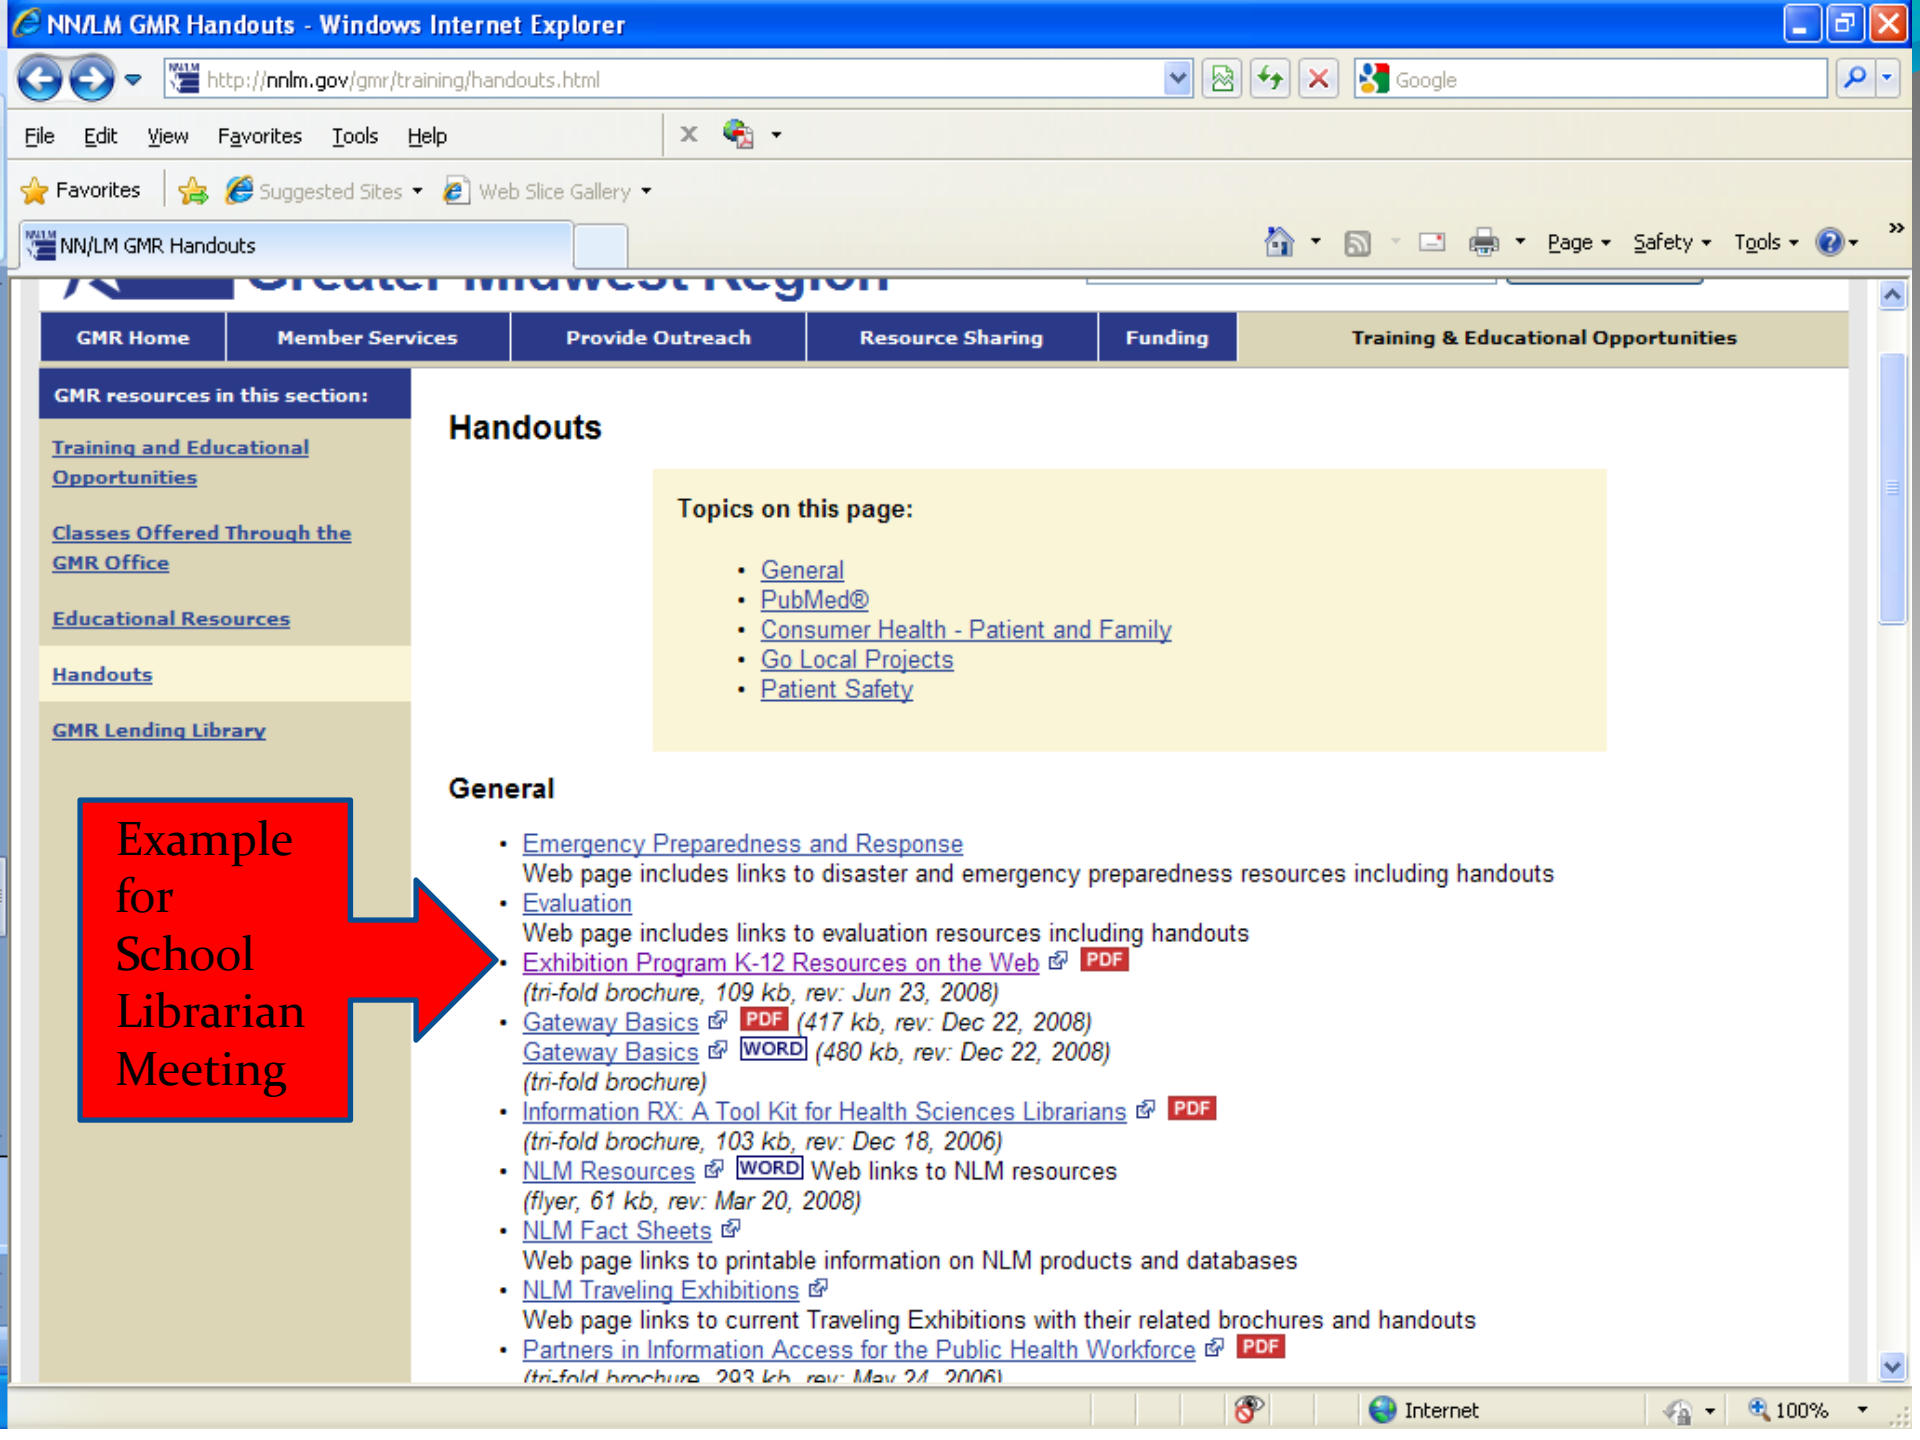 NN/LM GMR Handouts - Windows Internet Explorer
http://nnlm.gov/gmr/training/handouts.html
Google
File Edit View Favorites Tools Help
Favorites Suggested Sites Web Slice Gallery
NN/LM GMR Handouts
Page Safety Tools
Greater Midwest Region
GMR Home Member Services Provide Outreach Resource Sharing Funding Training & Educational Opportunities
GMR resources in this section:
Training and Educational
Opportunities
Classes Offered Through the
GMR Office
Educational Resources
Handouts
GMR Lending Library
Example
for
School
Librarian
Meeting
Handouts
Topics on this page:
• General
• PubMed®
• Consumer Health - Patient and Family
• Go Local Projects
• Patient Safety
General
• Emergency Preparedness and Response
Web page includes links to disaster and emergency preparedness resources including handouts
• Evaluation
Web page includes links to evaluation resources including handouts
• Exhibition Program K-12 Resources on the Web PDF
(tri-fold brochure, 109 kb, rev: Jun 23, 2008)
• Gateway Basics PDF (417 kb, rev: Dec 22, 2008)
Gateway Basics WORD (480 kb, rev: Dec 22, 2008)
(tri-fold brochure)
• Information RX: A Tool Kit for Health Sciences Librarians PDF
(tri-fold brochure, 103 kb, rev: Dec 18, 2006)
• NLM Resources WORD Web links to NLM resources
(flyer, 61 kb, rev: Mar 20, 2008)
• NLM Fact Sheets
Web page links to printable information on NLM products and databases
• NLM Traveling Exhibitions
Web page links to current Traveling Exhibitions with their related brochures and handouts
• Partners in Information Access for the Public Health Workforce PDF
(tri-fold brochure, 293 kb, rev: May 24, 2006)
Internet 100%